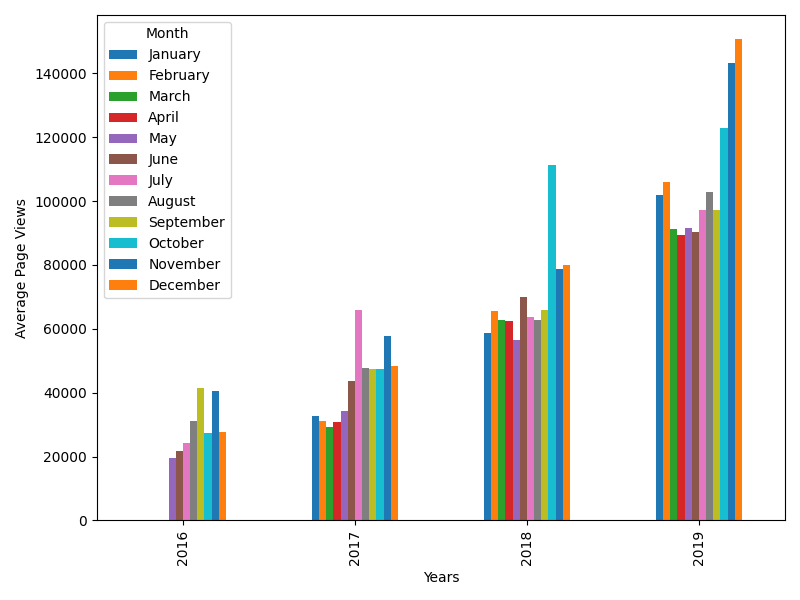 Month
January
February
March
April
May
June
July
August
September
October
November
December
Average Page Views
140000
120000
100000
80000
60000
40000
20000
0
2016
2017
2018
2019
Years